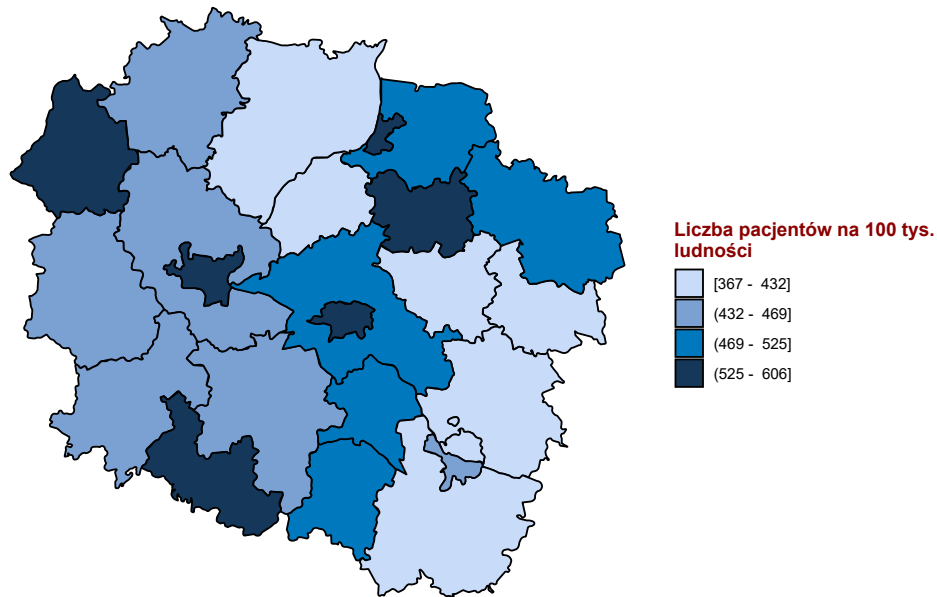 Liczba pacjentów na 100 tys.
ludności
[367 - 432]
(432 - 469]
(469 - 525]
(525 - 606]